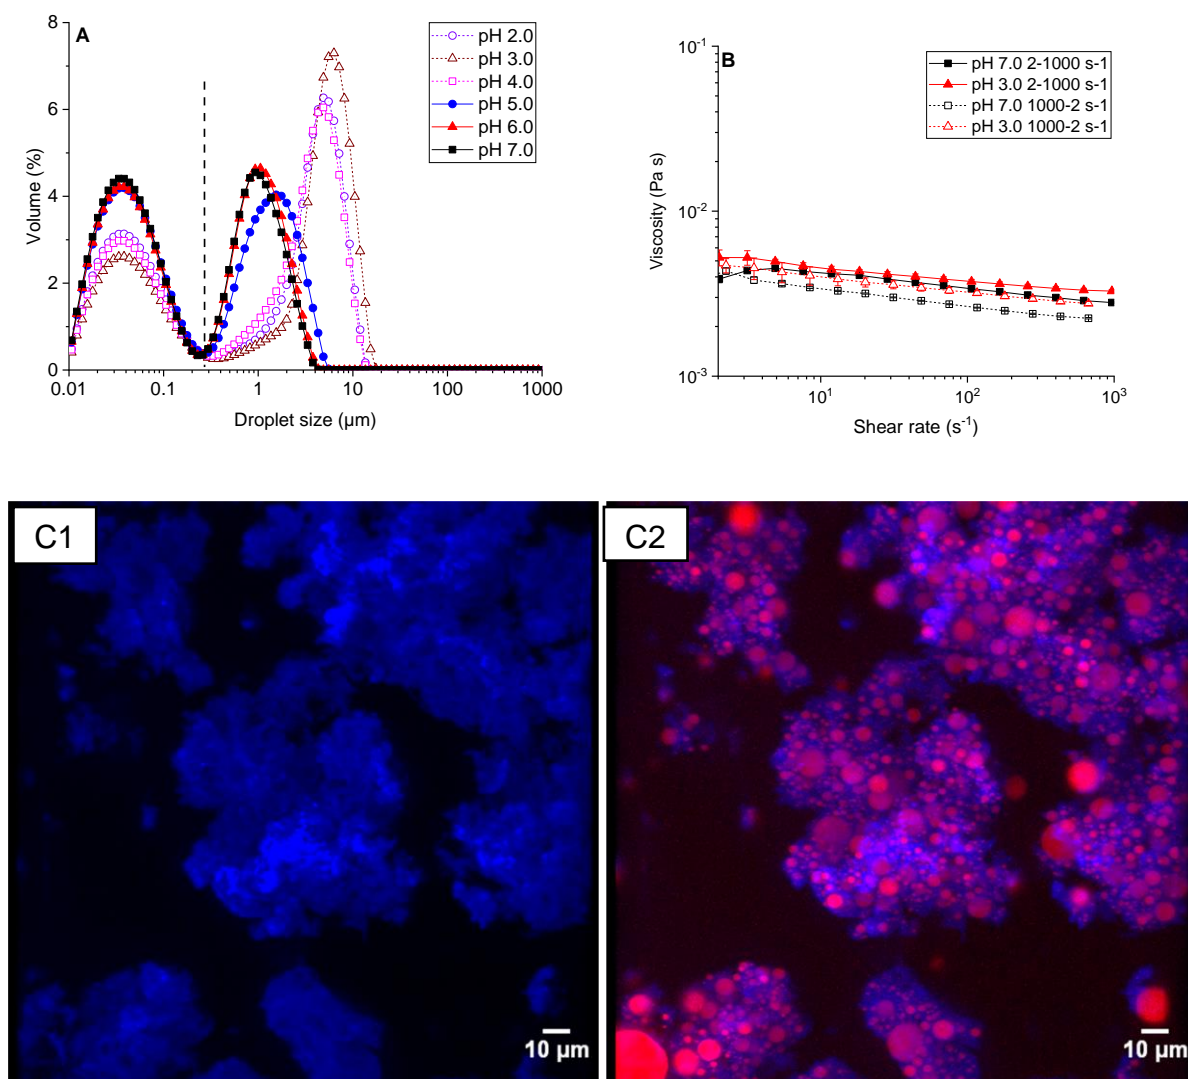 A
pH 2.0
pH 3.0
pH 4.0
pH 5.0
pH 6.0
pH 7.0
8
6
4
2
0
Volume (%)
0.01 0.1 1 10 100 1000
Droplet size (µm)
B
pH 7.0 2-1000 s-1
pH 3.0 2-1000 s-1
pH 7.0 1000-2 s-1
pH 3.0 1000-2 s-1
10⁻¹
10⁻²
10⁻³
Viscosity (Pa s)
10¹ 10² 10³
Shear rate (s⁻¹)
C1
10 µm
C2
10 µm